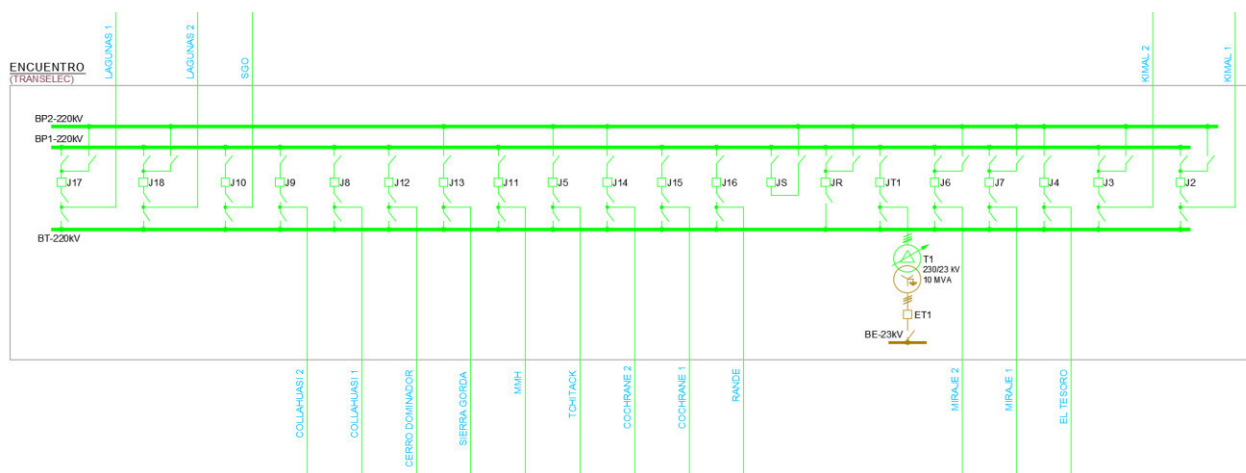 LAGUNAS 1
LAGUNAS 2
SGO
KIMAL 2
KIMAL 1
ENCUENTRO
(TRANSELEC)
BP2-220kV
BP1-220kV
J17
J18
J10
J9
J8
J12
J13
J11
J5
J14
J15
J16
JS
JR
JT1
J6
J7
J4
J3
J2
BT-220kV
T1
230/23 kV
10 MVA
ET1
BE-23kV
COLLAHUASI 2
COLLAHUASI 1
CERRO DOMINADOR
SIERRA GORDA
MMH
TCHITACK
COCHRANE 2
COCHRANE 1
RANDE
MIRAJE 2
MIRAJE 1
EL TESORO